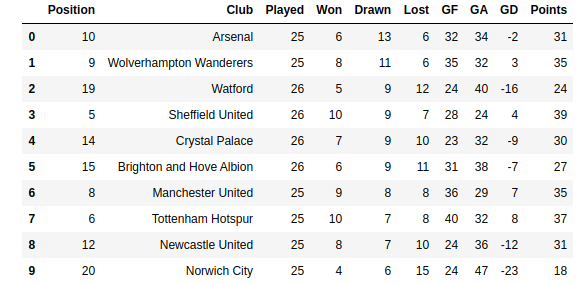 Position Club Played Won Drawn Lost GF GA GD Points
0 10 Arsenal 25 6 13 6 32 34 -2 31
1 9 Wolverhampton Wanderers 25 8 11 6 35 32 3 35
2 19 Watford 26 5 9 12 24 40 -16 24
3 5 Sheffield United 26 10 9 7 28 24 4 39
4 14 Crystal Palace 26 7 9 10 23 32 -9 30
5 15 Brighton and Hove Albion 26 6 9 11 31 38 -7 27
6 8 Manchester United 25 9 8 8 36 29 7 35
7 6 Tottenham Hotspur 25 10 7 8 40 32 8 37
8 12 Newcastle United 25 8 7 10 24 36 -12 31
9 20 Norwich City 25 4 6 15 24 47 -23 18